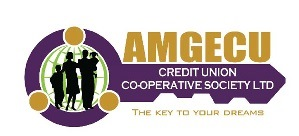 AMGECU
CREDIT UNION
CO-OPERATIVE SOCIETY LTD
THE KEY TO YOUR DREAMS